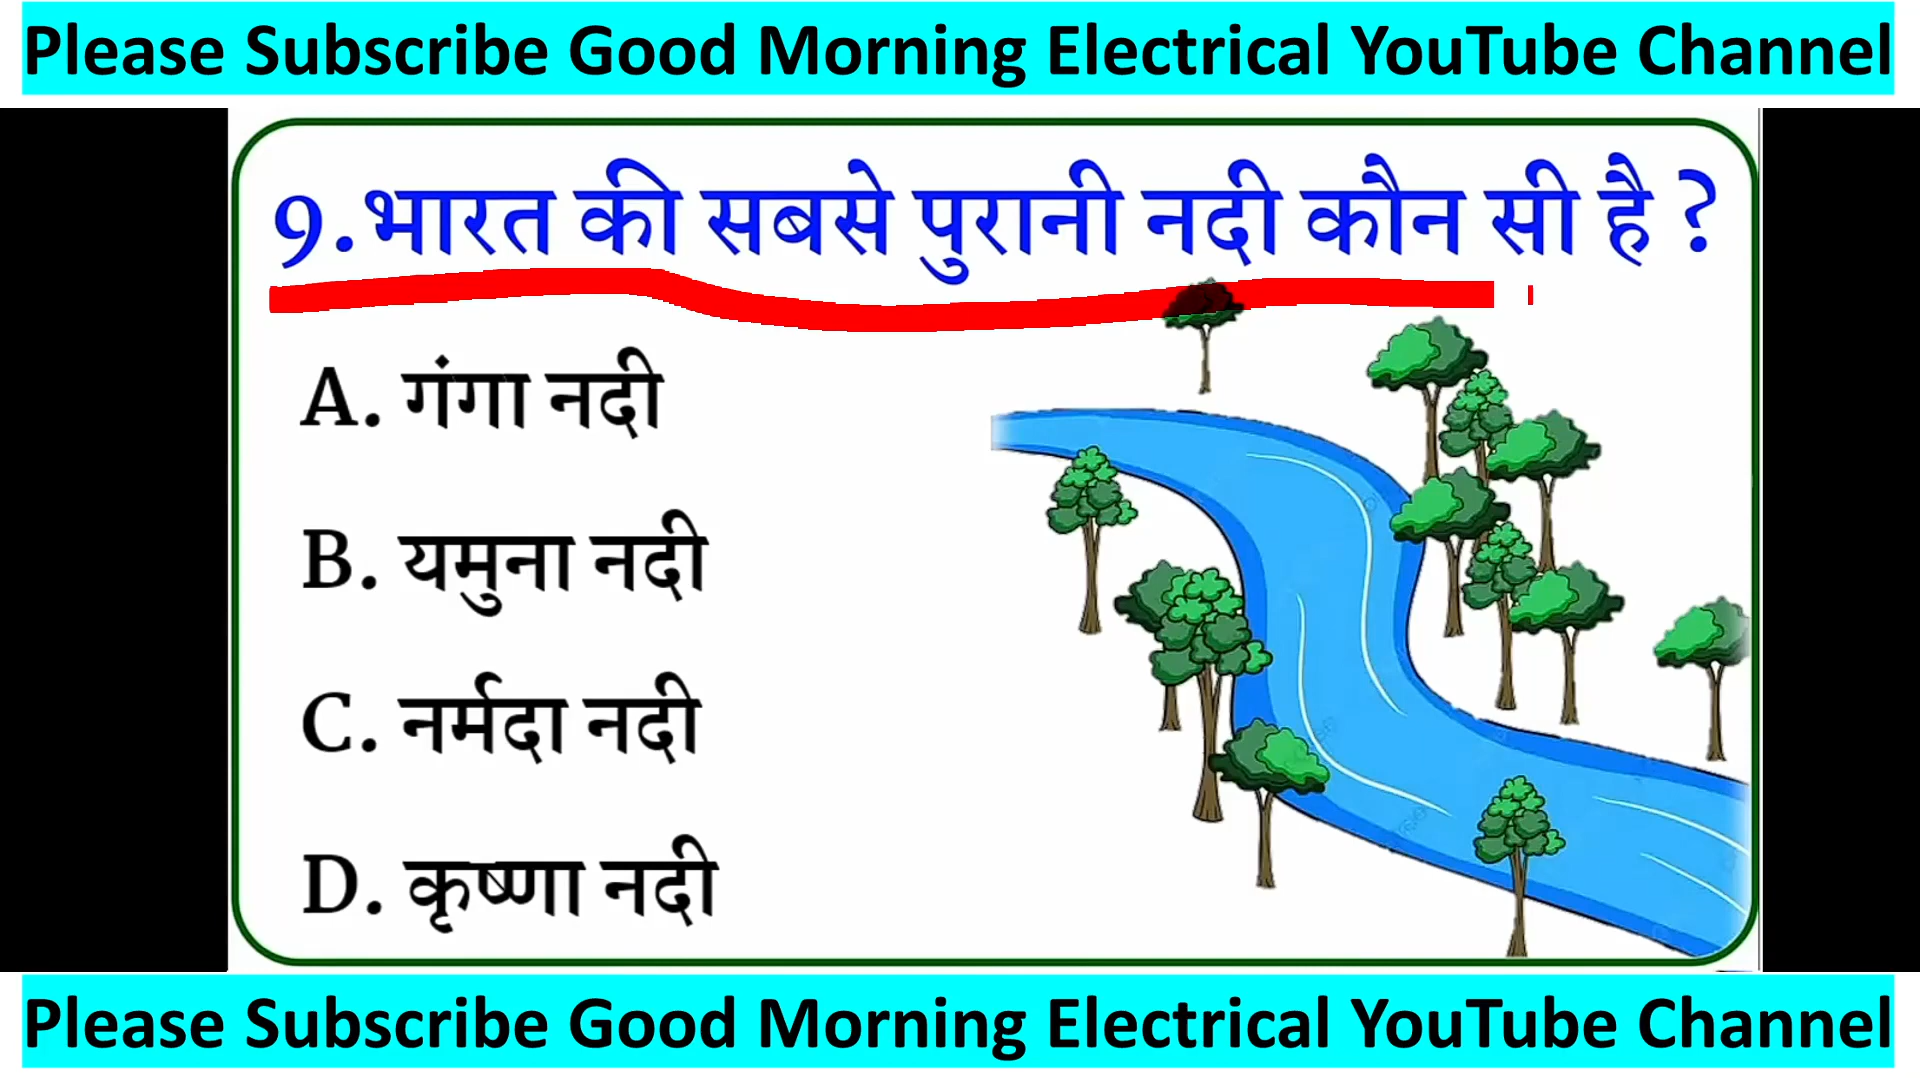 Please Subscribe Good Morning Electrical YouTube Channel
9.भारत की सबसे पुरानी नदी कौन सी है ?
A. गंगा नदी
B. यमुना नदी
C. नर्मदा नदी
D. कृष्णा नदी
Please Subscribe Good Morning Electrical YouTube Channel